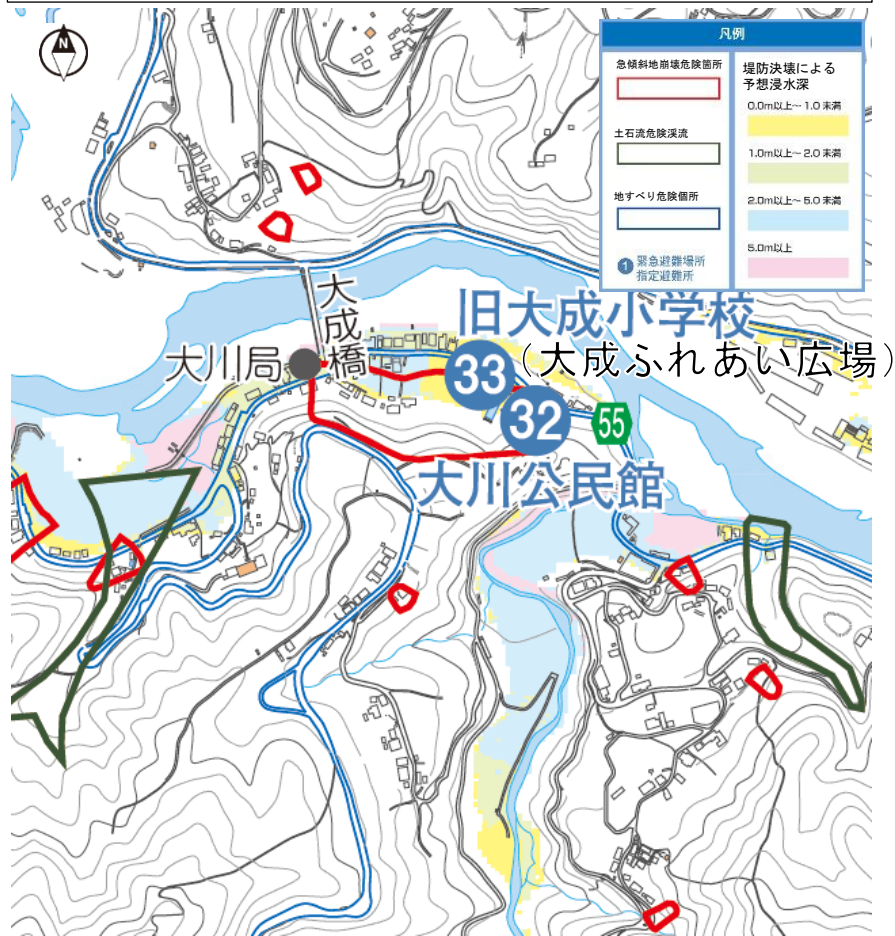 N
凡例
急傾斜地崩壊危険箇所
土石流危険渓流
地すべり危険個所
1 緊急避難場所
指定避難所
堤防決壊による
予想浸水深
0.0m以上～1.0未満
1.0m以上～2.0未満
2.0m以上～5.0未満
5.0m以上
大成橋
旧大成小学校
(大成ふれあい広場)
大川局
33
32
55
大川公民館